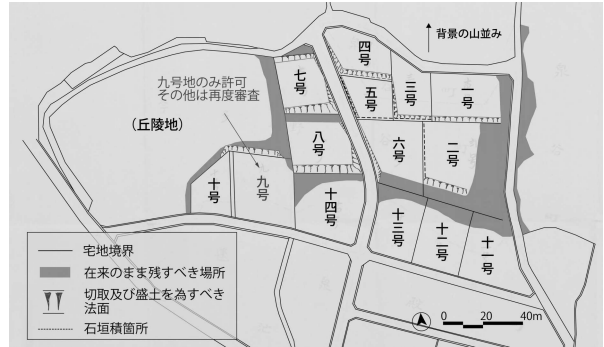 背景の山並み
四号
七号
九号地のみ許可
その他は再度審査
三号
一号
五号
（丘陵地）
八号
六号
二号
十号
九号
十四号
十三号
十二号
十一号
宅地境界
在来のまま残すべき場所
切取及び盛土を為すべき
法面
石垣積箇所
0 20 40m